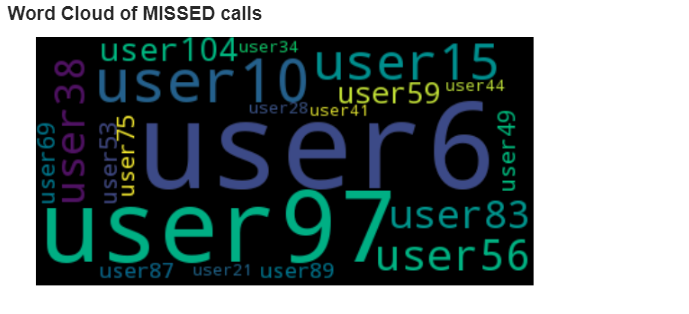 Word Cloud of MISSED calls
user104
user34
user10
user15
user38
user59
user44
user28
user41
user69
user53
user75
user6
user49
user97
user83
user56
user87
user21
user89